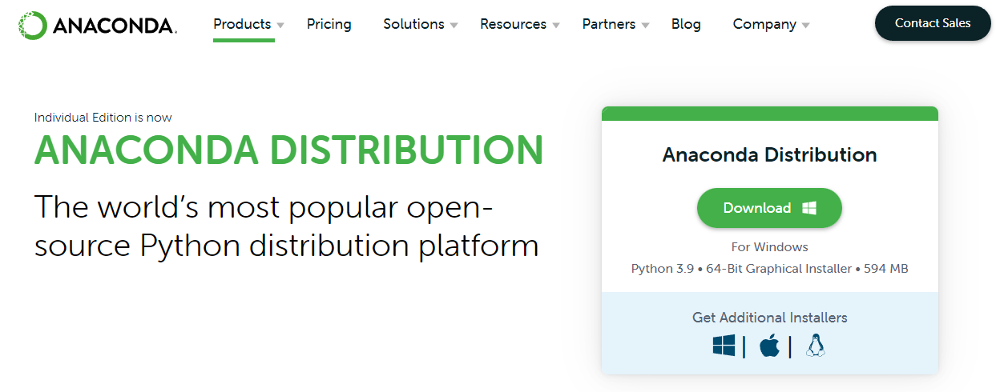 ANACONDA.
Products
Pricing
Solutions
Resources
Partners
Blog
Company
Contact Sales
Individual Edition is now
ANACONDA DISTRIBUTION
The world’s most popular open-
source Python distribution platform
Anaconda Distribution
Download
For Windows
Python 3.9 • 64-Bit Graphical Installer • 594 MB
Get Additional Installers